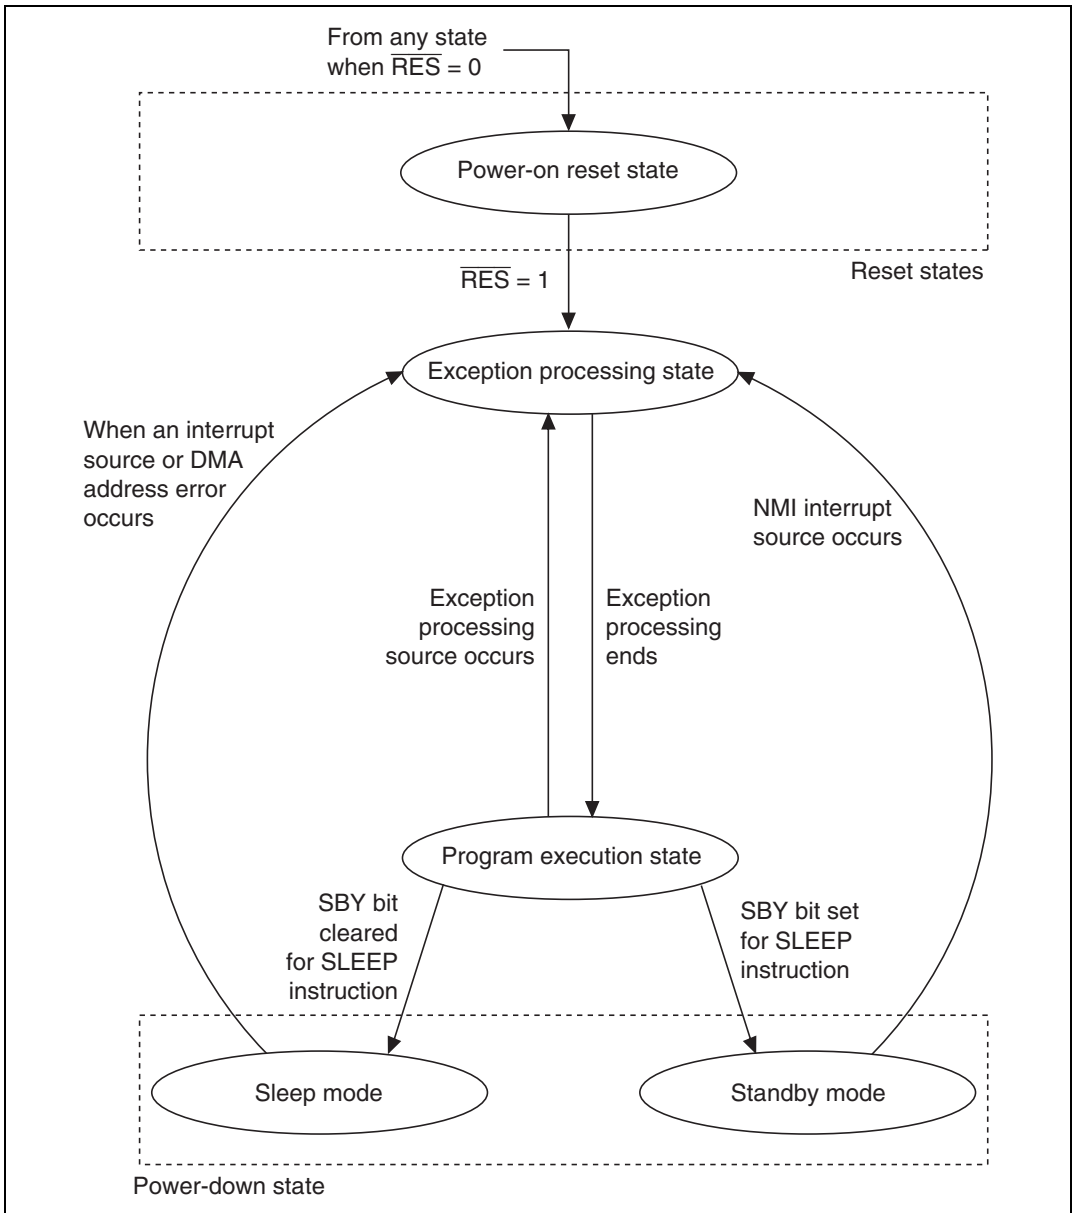 From any state
when R̅E̅S̅ = 0
Power-on reset state
Reset states
R̅E̅S̅ = 1
Exception processing state
When an interrupt
source or DMA
address error
occurs
NMI interrupt
source occurs
Exception
processing
source occurs
Exception
processing
ends
Program execution state
SBY bit
cleared
for SLEEP
instruction
SBY bit set
for SLEEP
instruction
Sleep mode
Standby mode
Power-down state